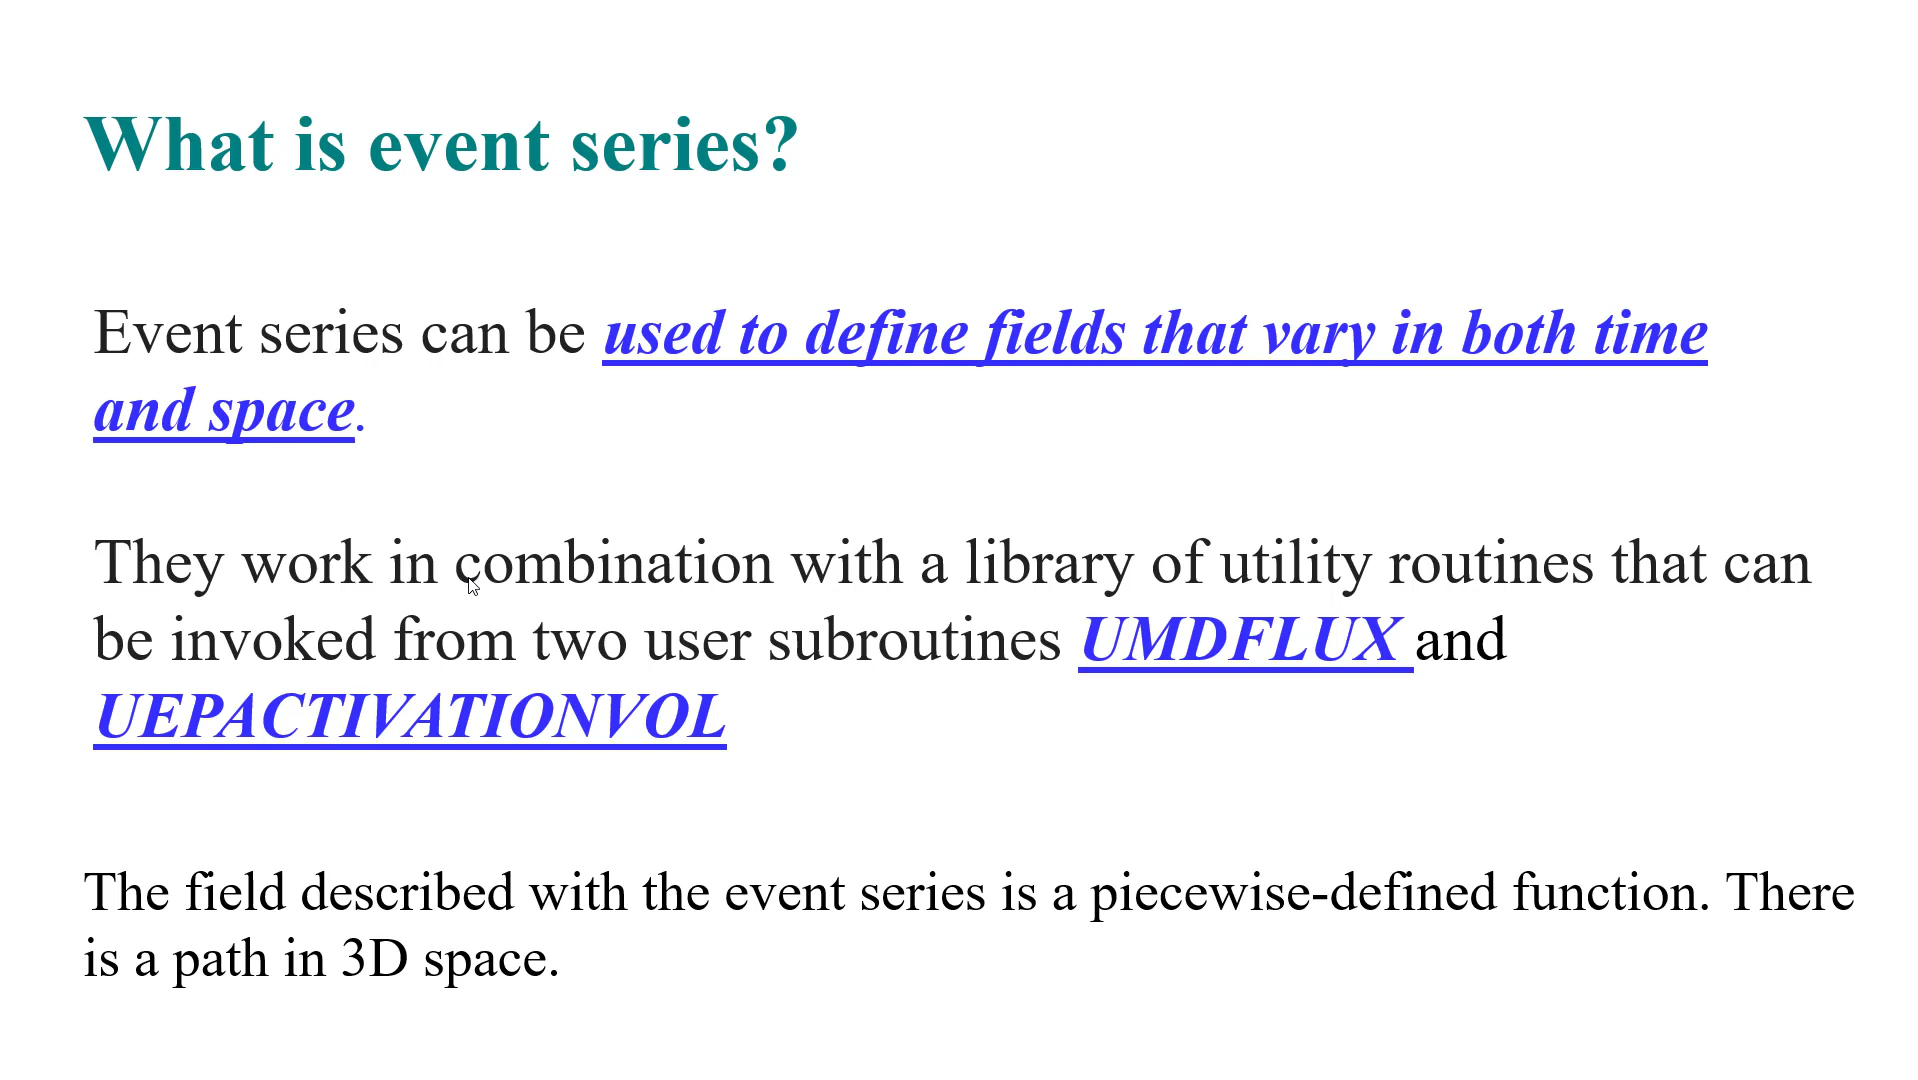 What is event series?
Event series can be used to define fields that vary in both time
and space.
They work in combination with a library of utility routines that can
be invoked from two user subroutines UMDFLUX and
UEPACTIVATIONVOL
The field described with the event series is a piecewise-defined function. There
is a path in 3D space.